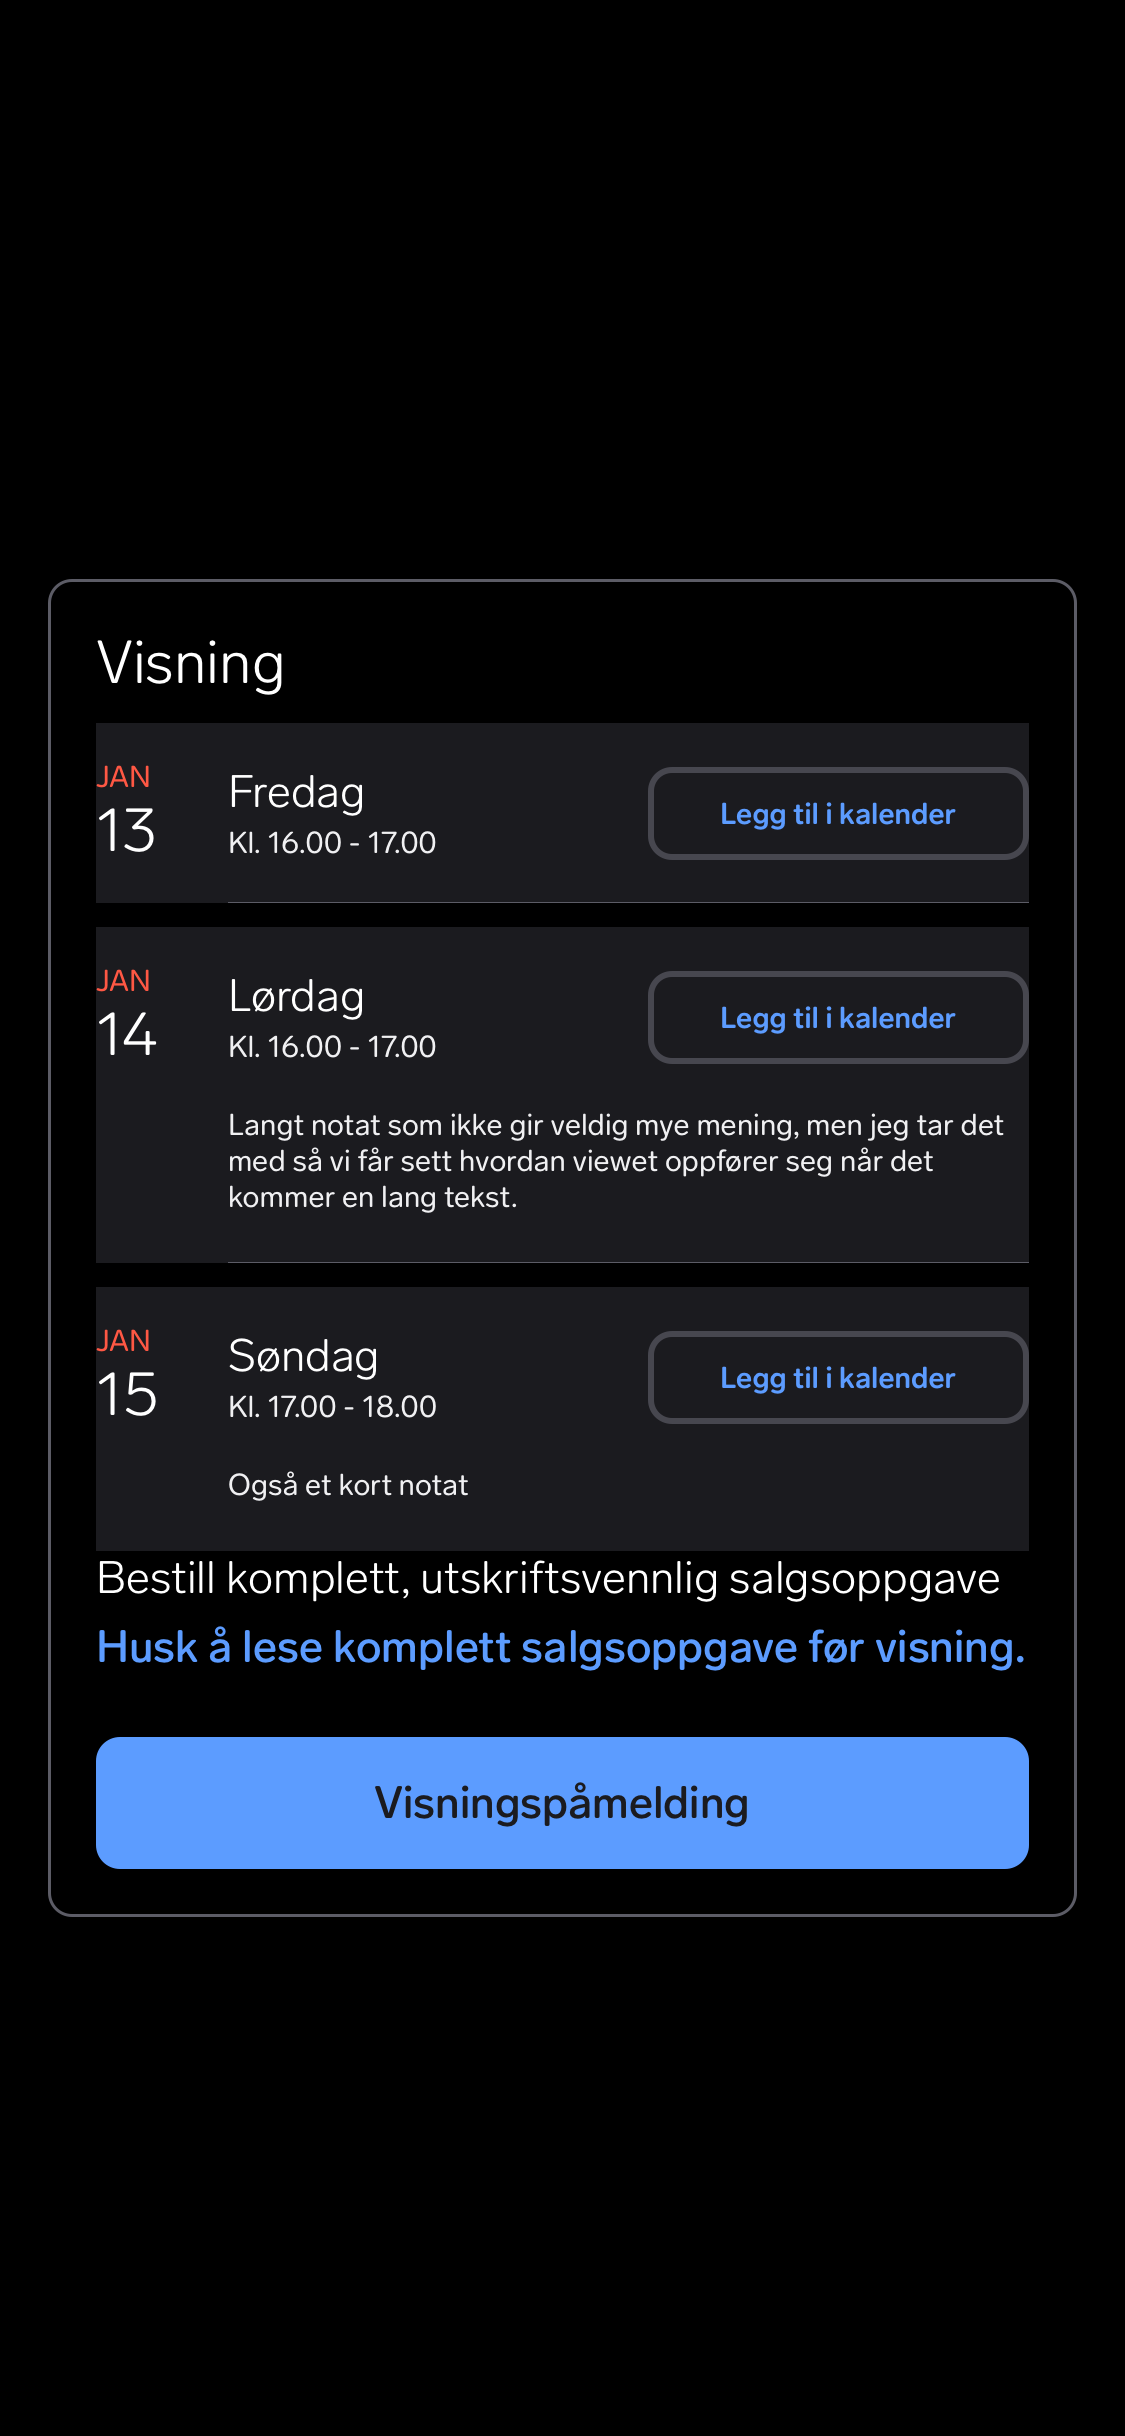 Visning
JAN
13
Fredag
Kl. 16.00 - 17.00
Legg til i kalender
JAN
14
Lørdag
Kl. 16.00 - 17.00
Legg til i kalender
Langt notat som ikke gir veldig mye mening, men jeg tar det
med så vi får sett hvordan viewet oppfører seg når det
kommer en lang tekst.
JAN
15
Søndag
Kl. 17.00 - 18.00
Legg til i kalender
Også et kort notat
Bestill komplett, utskriftsvennlig salgsoppgave
Husk å lese komplett salgsoppgave før visning.
Visningspåmelding